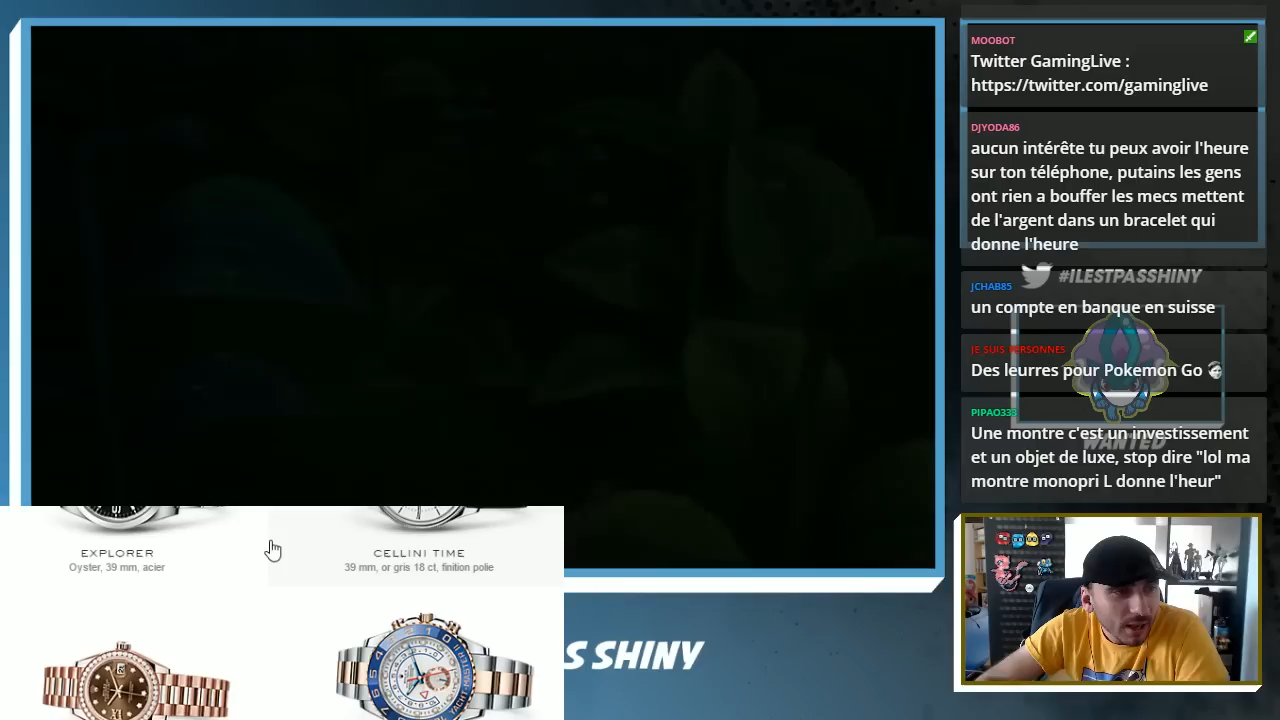 MOOBOT
Twitter GamingLive :
https://twitter.com/gaminglive
DJYODA86
aucun intérête tu peux avoir l'heure
sur ton téléphone, putains les gens
ont rien a bouffer les mecs mettent
de l'argent dans un bracelet qui
donne l'heure
#ILESTPASSHINY
JCHAB85
un compte en banque en suisse
JE SUIS PERSONNES
Des leurres pour Pokemon Go
PIPAO333
Une montre c'est un investissement
et un objet de luxe, stop dire "lol ma
montre monopri L donne l'heur"
WANTED
EXPLORER
Oyster, 39 mm, acier
CELLINI TIME
39 mm, or gris 18 ct, finition polie
S SHINY